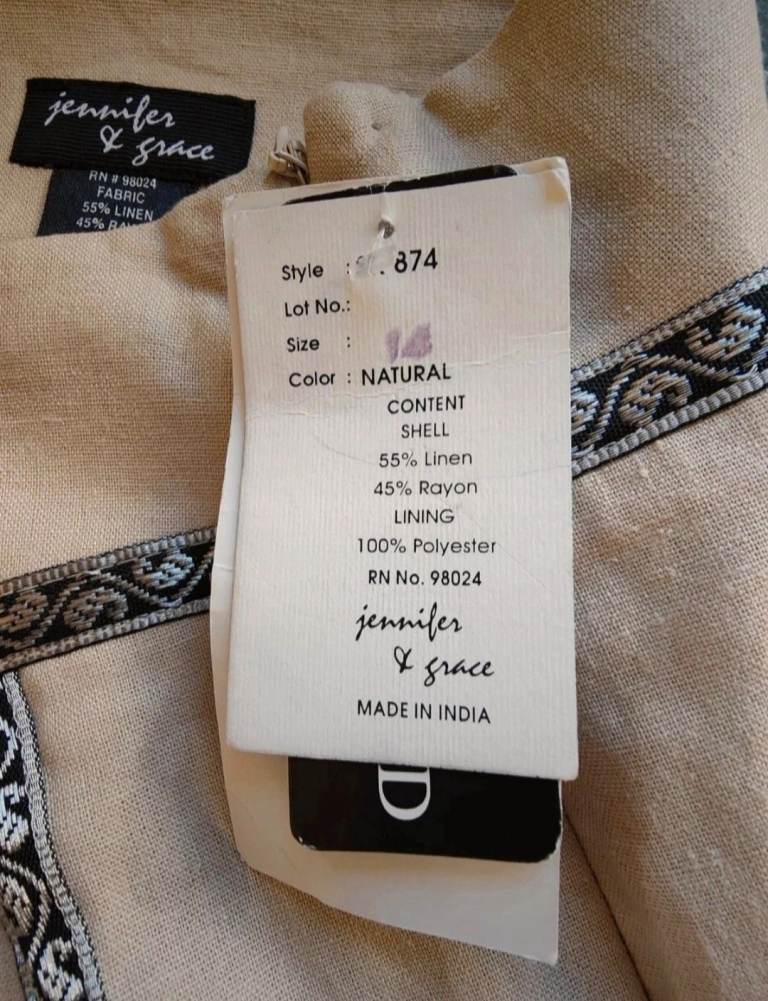 jennifer
& grace
RN # 98024
FABRIC
55% LINEN
45%
Style : 874
Lot No.:
Size : 14
Color : NATURAL
CONTENT
SHELL
55% Linen
45% Rayon
LINING
100% Polyester
RN No. 98024
jennifer
& grace
MADE IN INDIA